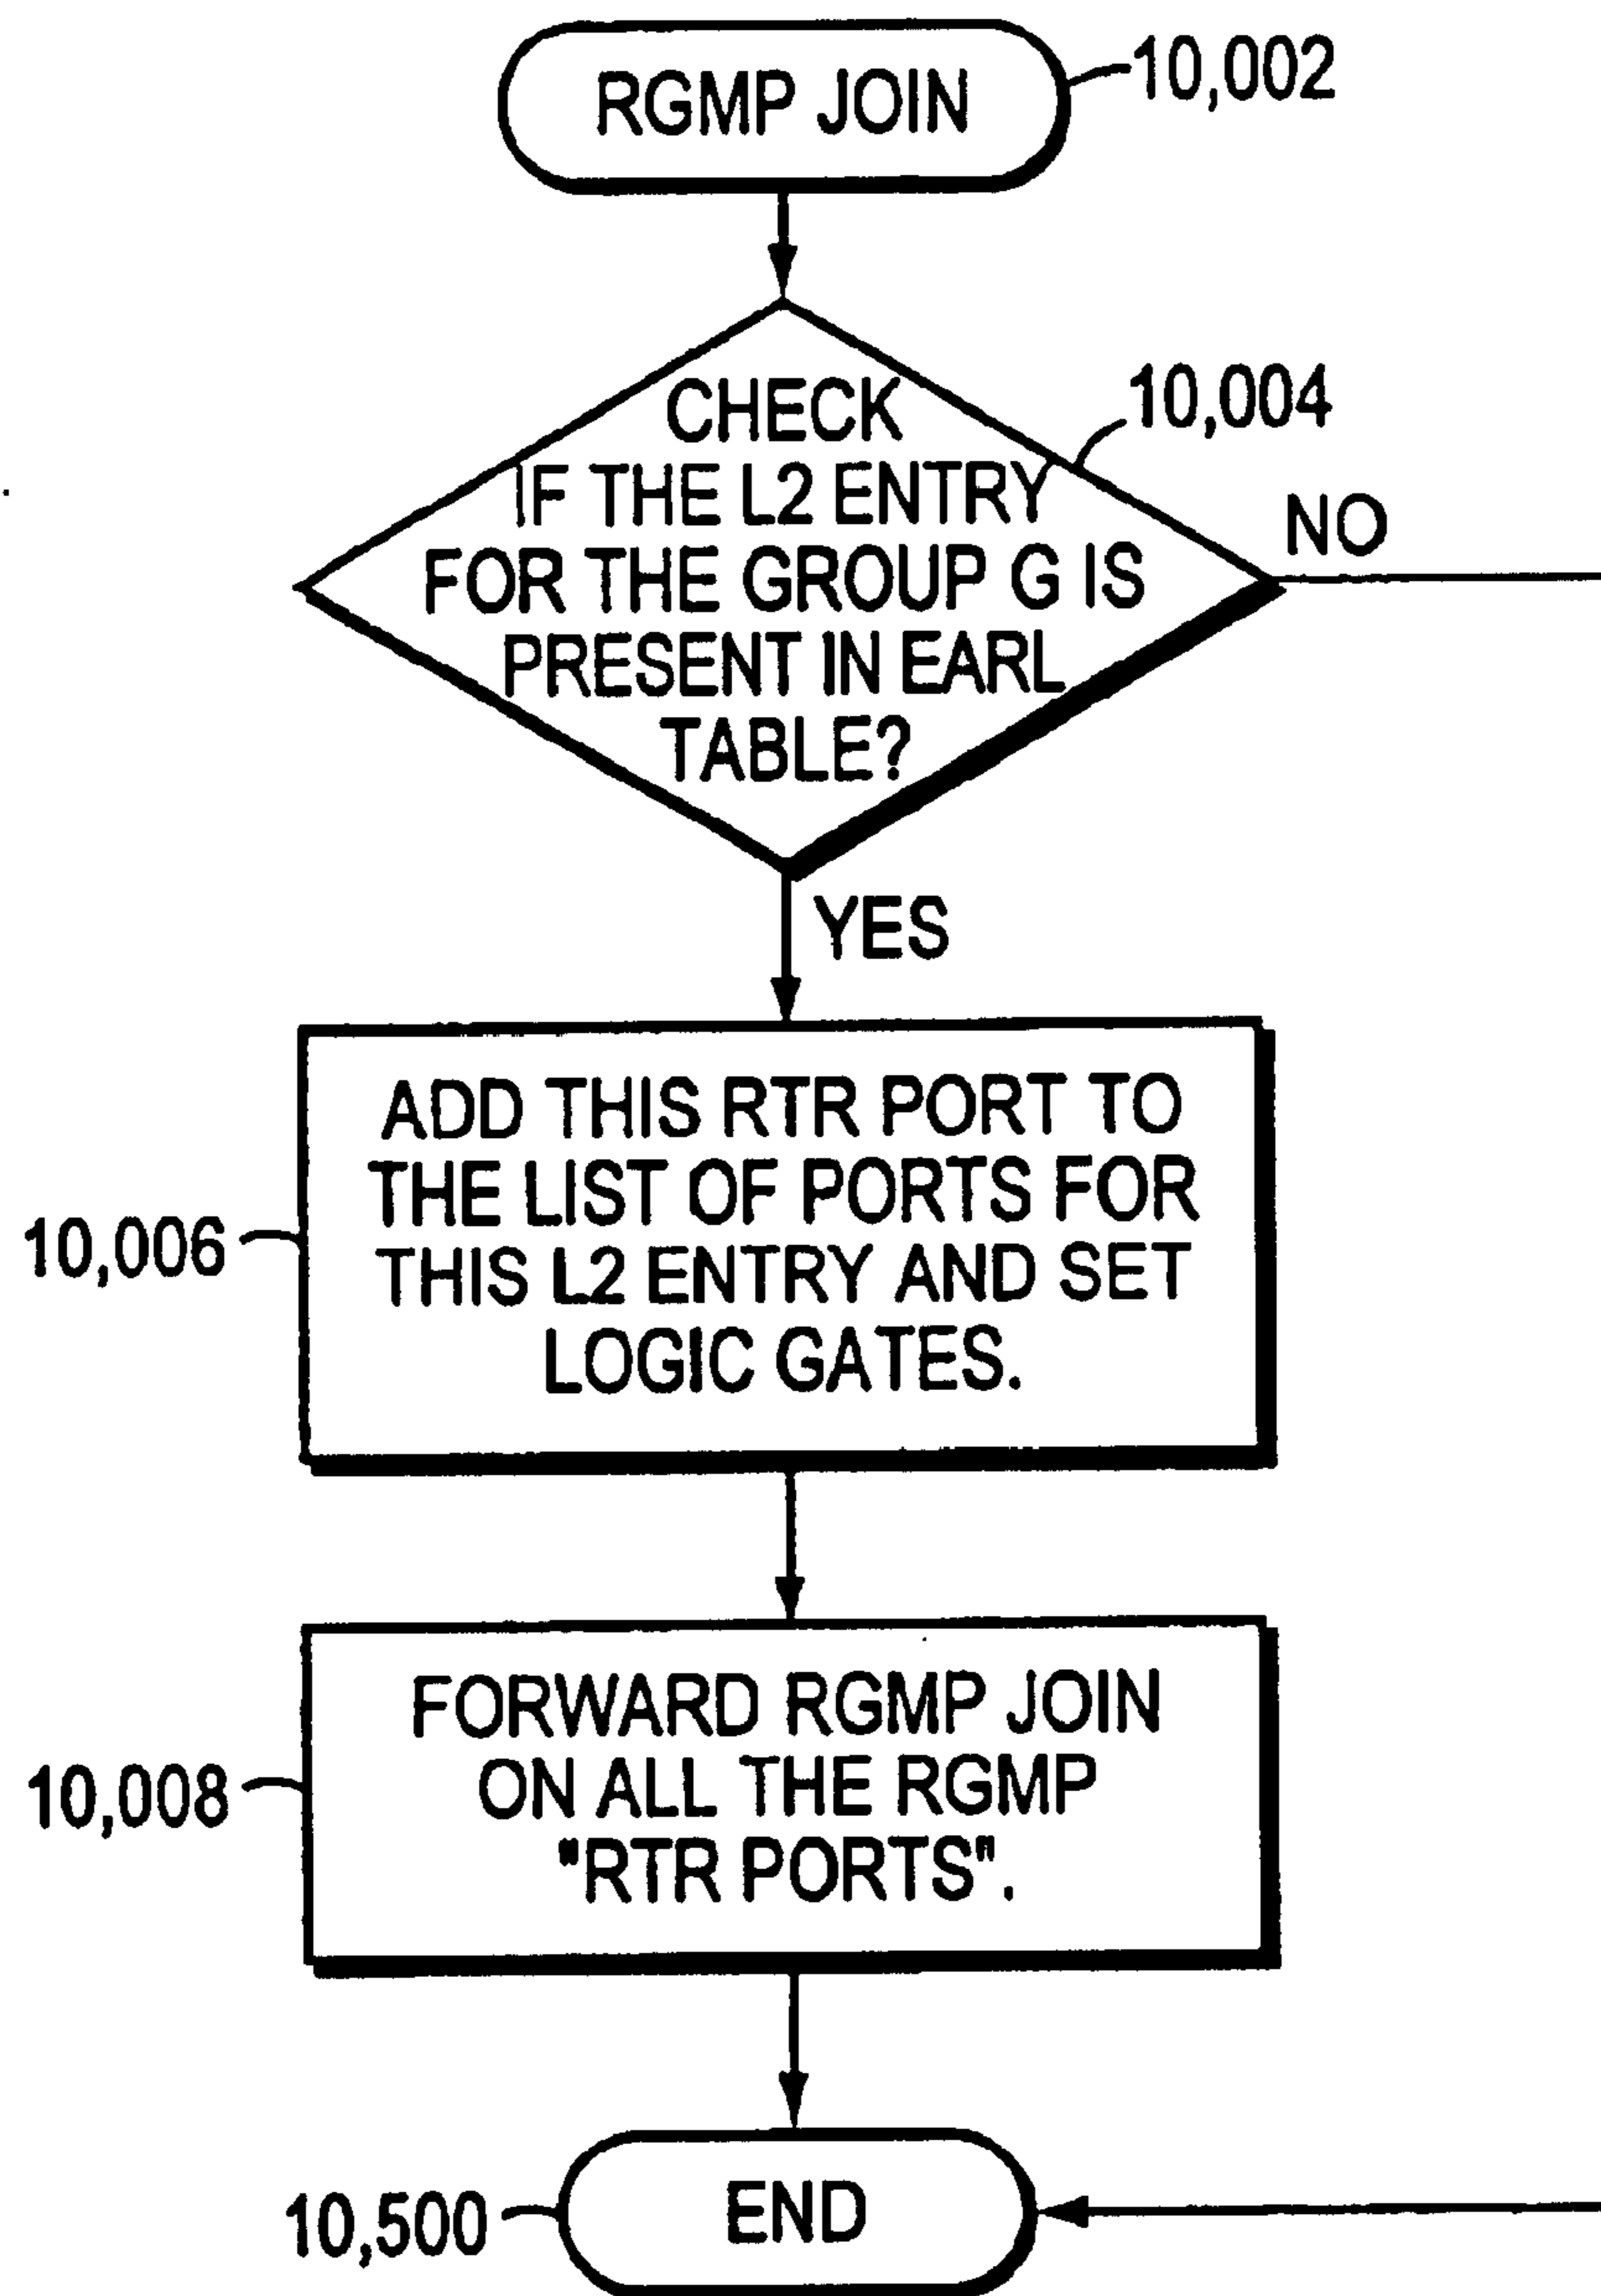 RGMP JOIN
10,002
CHECK
IF THE L2 ENTRY
FOR THE GROUP G IS
PRESENT IN EARL
TABLE?
10,004
NO
YES
ADD THIS RTR PORT TO
THE LIST OF PORTS FOR
THIS L2 ENTRY AND SET
LOGIC GATES.
10,006
FORWARD RGMP JOIN
ON ALL THE RGMP
"RTR PORTS".
10,008
END
10,500